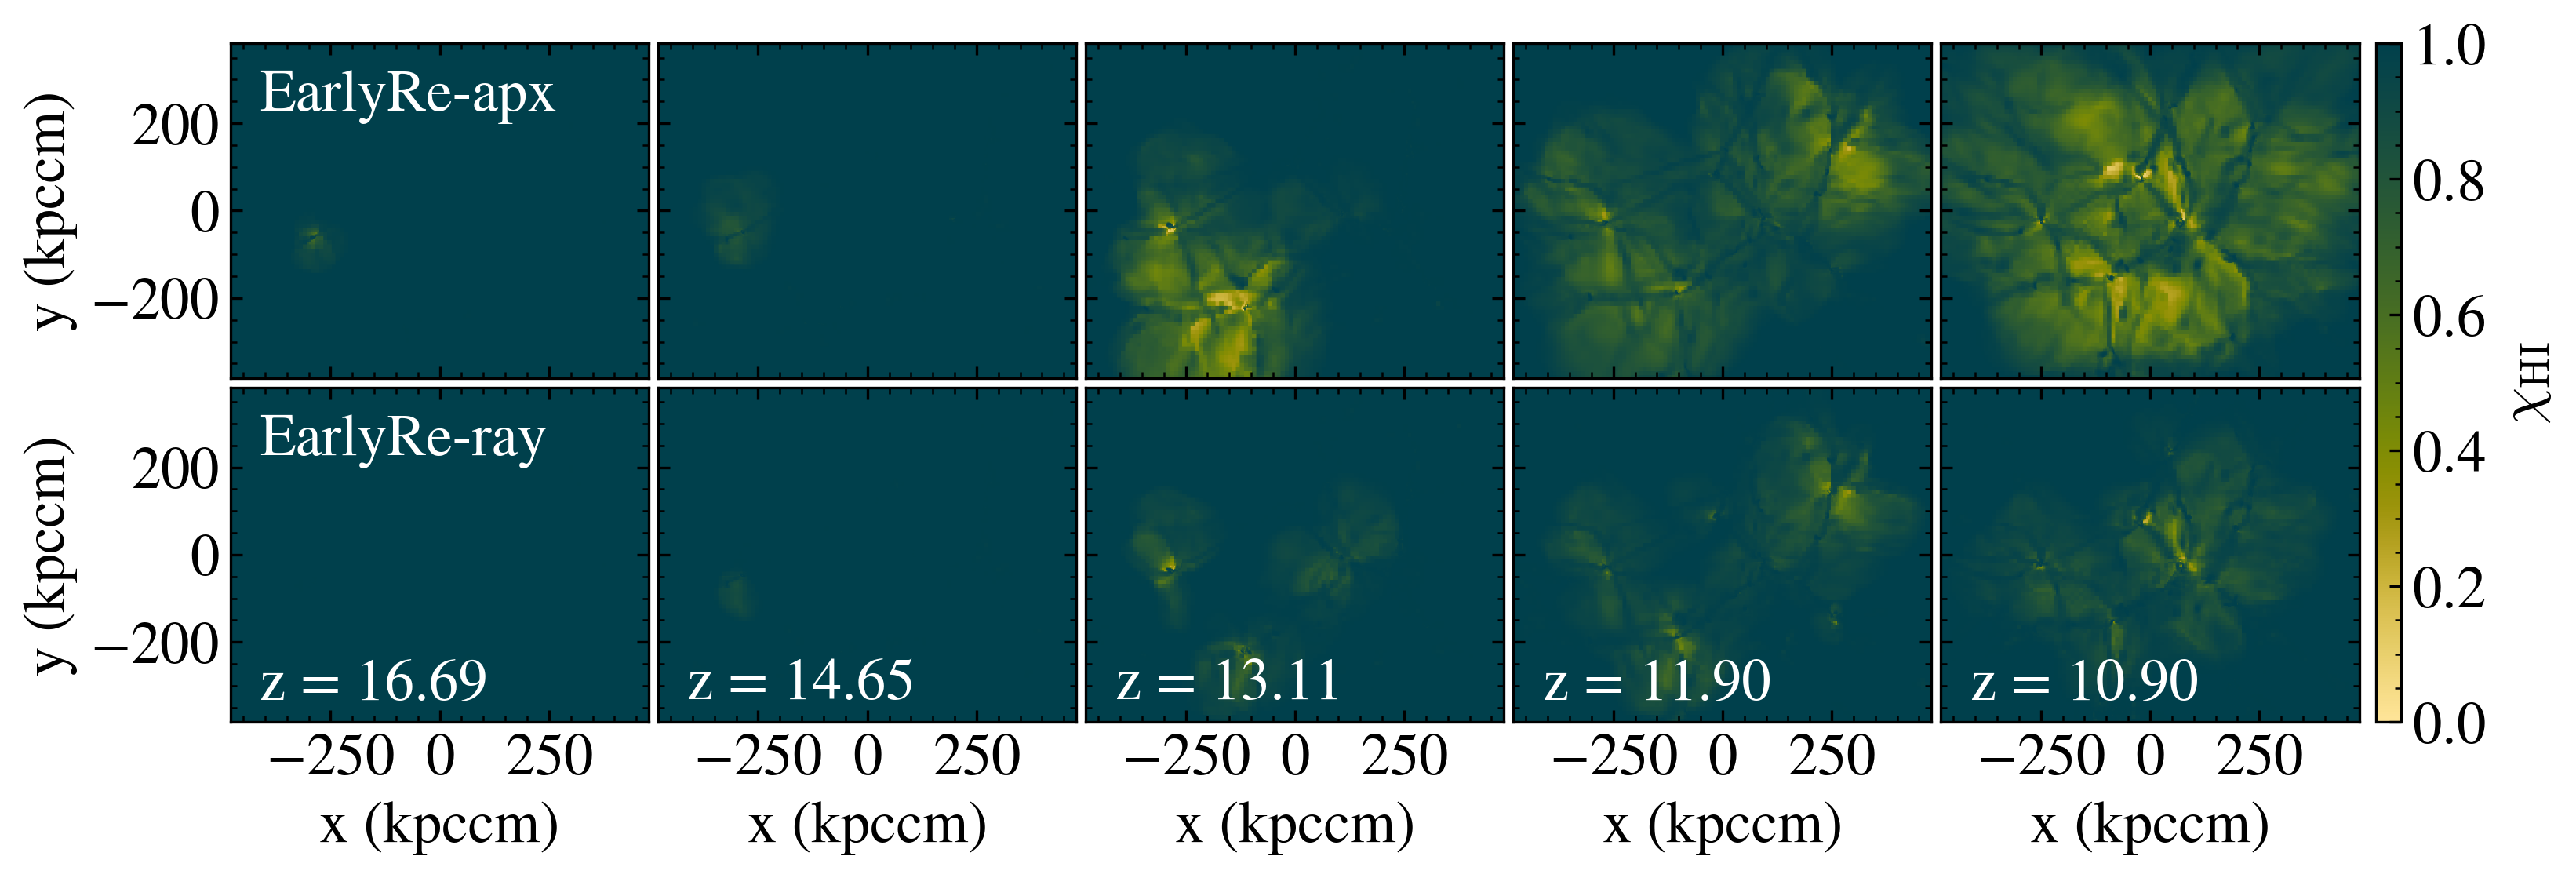 EarlyRe-apx
y (kpccm)
200
0
−200
EarlyRe-ray
y (kpccm)
200
0
−200
z = 16.69
z = 14.65
z = 13.11
z = 11.90
z = 10.90
−250 0 250
−250 0 250
−250 0 250
−250 0 250
−250 0 250
x (kpccm)
x (kpccm)
x (kpccm)
x (kpccm)
x (kpccm)
1.0
0.8
0.6
0.4
0.2
0.0
χHI